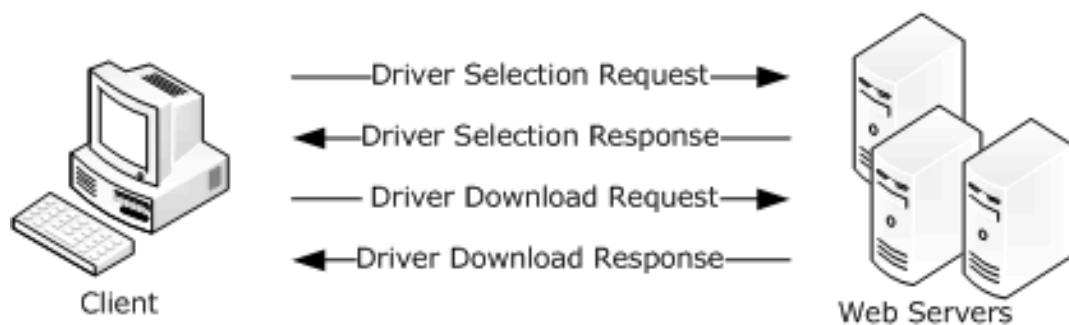 Driver Selection Request
Driver Selection Response
Driver Download Request
Driver Download Response
Client
Web Servers